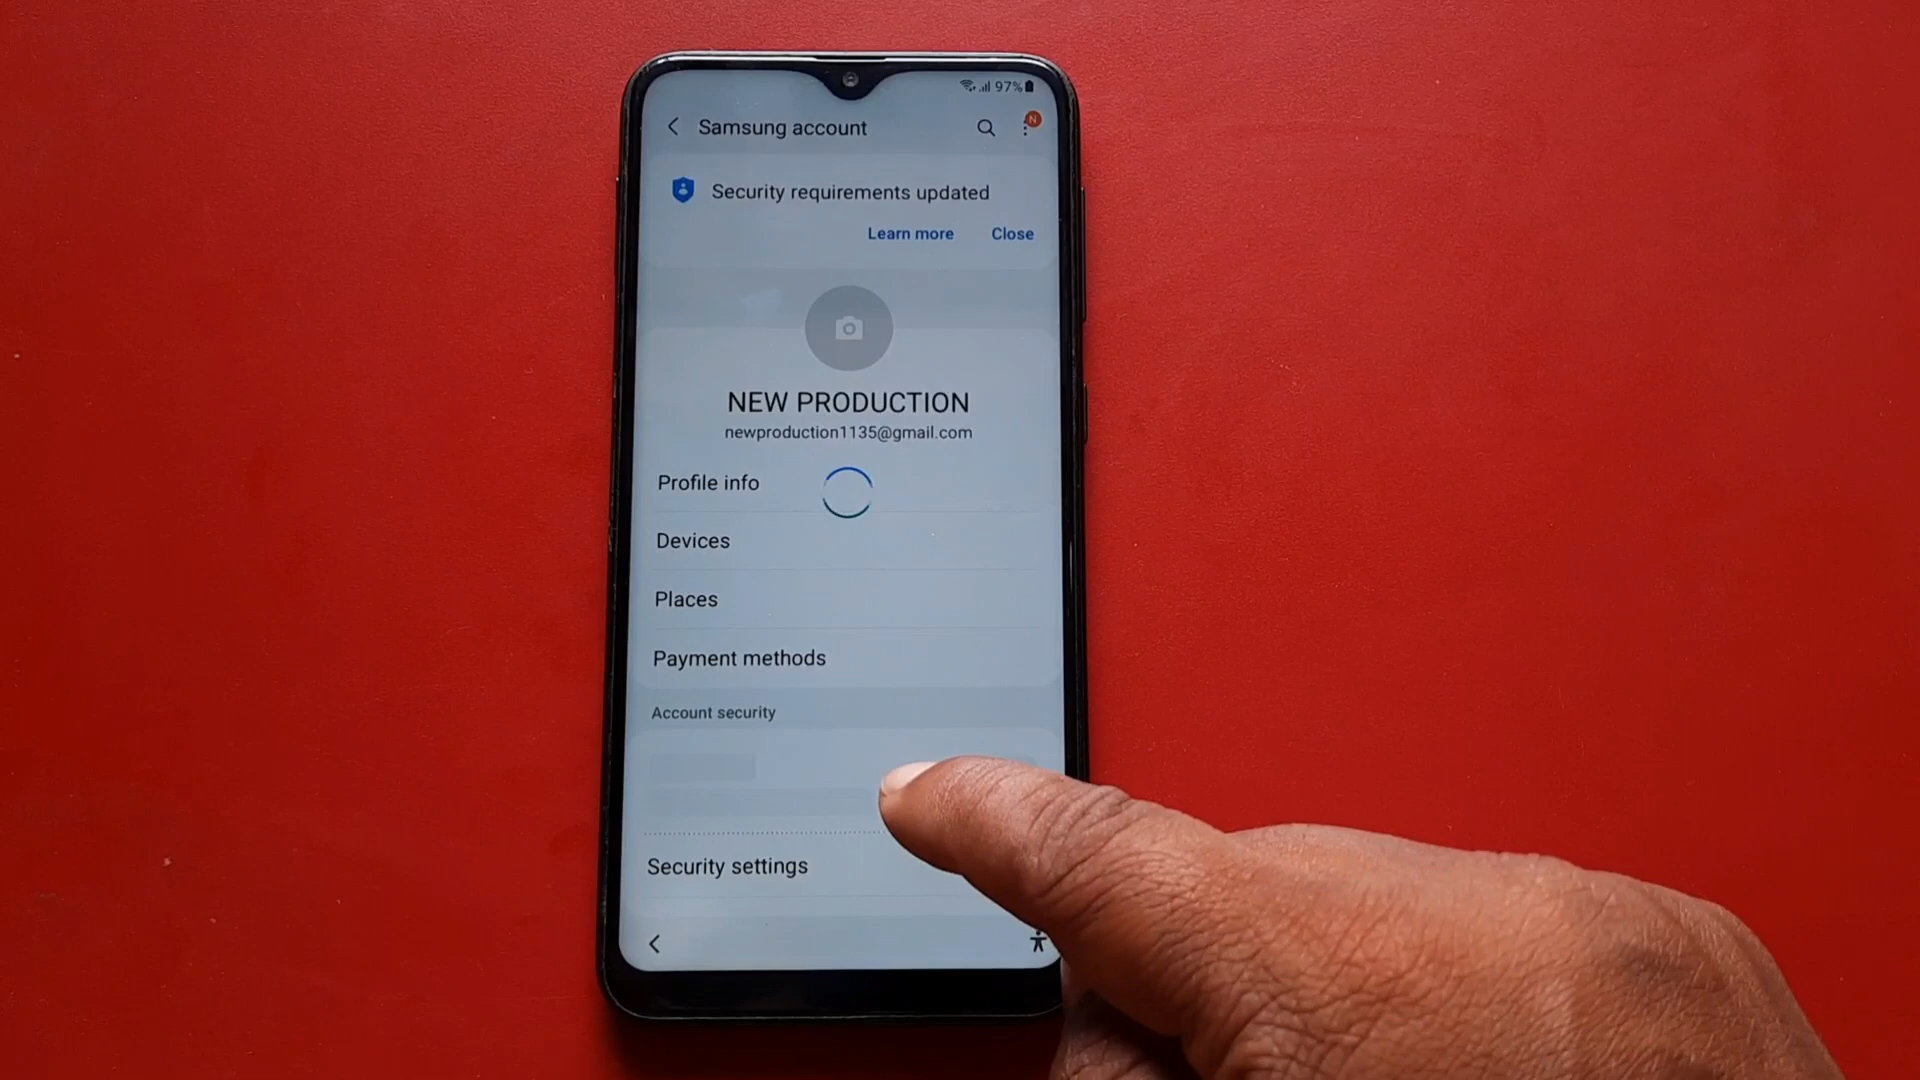 97%
Samsung account
N
Security requirements updated
Learn more Close
NEW PRODUCTION
newproduction1135@gmail.com
Profile info
Devices
Places
Payment methods
Account security
Security settings